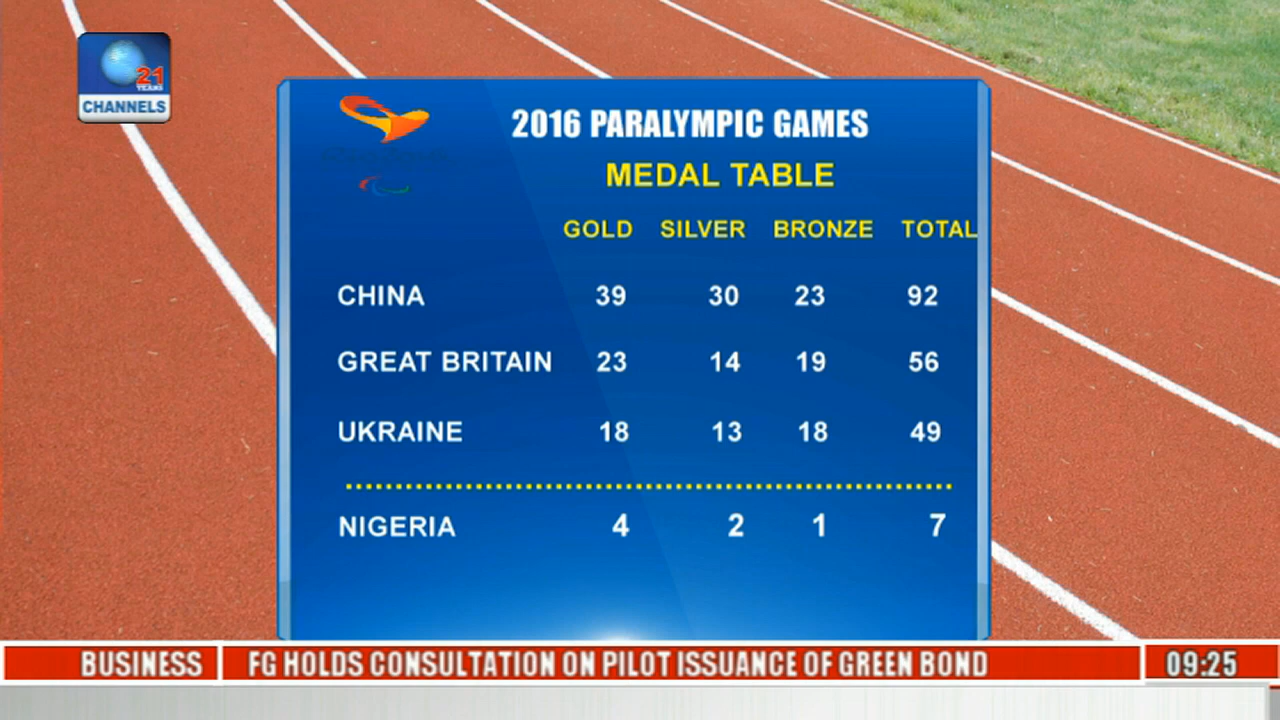 21
YEARS
CHANNELS
2016 PARALYMPIC GAMES
MEDAL TABLE
GOLD SILVER BRONZE TOTAL
CHINA 39 30 23 92
GREAT BRITAIN 23 14 19 56
UKRAINE 18 13 18 49
NIGERIA 4 2 1 7
BUSINESS FG HOLDS CONSULTATION ON PILOT ISSUANCE OF GREEN BOND 09:25